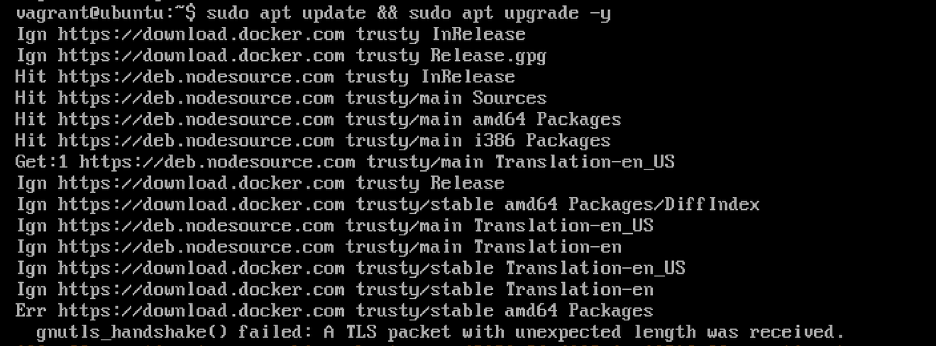 vagrant@ubuntu:~$ sudo apt update && sudo apt upgrade -y
Ign https://download.docker.com trusty InRelease
Ign https://download.docker.com trusty Release.gpg
Hit https://deb.nodesource.com trusty InRelease
Hit https://deb.nodesource.com trusty/main Sources
Hit https://deb.nodesource.com trusty/main amd64 Packages
Hit https://deb.nodesource.com trusty/main i386 Packages
Get:1 https://deb.nodesource.com trusty/main Translation-en_US
Ign https://download.docker.com trusty Release
Ign https://download.docker.com trusty/stable amd64 Packages/DiffIndex
Ign https://deb.nodesource.com trusty/main Translation-en_US
Ign https://deb.nodesource.com trusty/main Translation-en
Ign https://download.docker.com trusty/stable Translation-en_US
Ign https://download.docker.com trusty/stable Translation-en
Err https://download.docker.com trusty/stable amd64 Packages
gnutls_handshake() failed: A TLS packet with unexpected length was received.